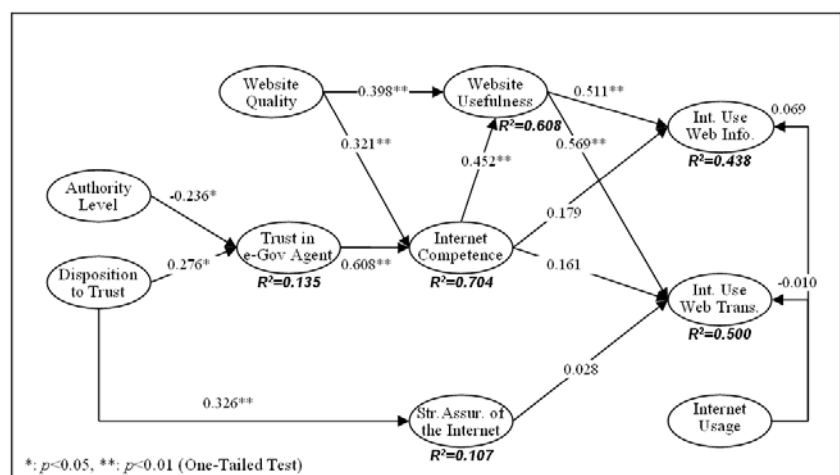 Website
Quality
0.398**
Website
Usefulness
R²=0.608
0.511**
Int. Use
Web Info.
R²=0.438
0.069
0.321**
0.452**
0.569**
Authority
Level
-0.236*
Trust in
e-Gov Agent
R²=0.135
0.608**
Internet
Competence
R²=0.704
0.179
0.161
Disposition
to Trust
0.276*
Int. Use
Web Trans.
R²=0.500
-0.010
0.326**
Str. Assur. of
the Internet
R²=0.107
0.028
Internet
Usage
*: p<0.05, **: p<0.01 (One-Tailed Test)